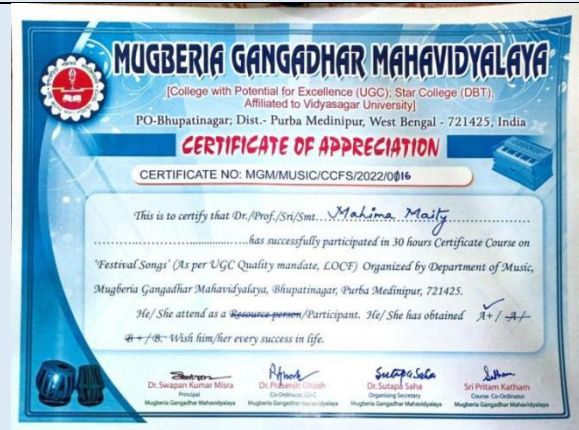 MUGBERIA GANGADHAR MAHAVIDYALAYA
[College with Potential for Excellence (UGC); Star College (DBT),
Affiliated to Vidyasagar University]
PO-Bhupatinagar; Dist.- Purba Medinipur, West Bengal - 721425, India
CERTIFICATE OF APPRECIATION
CERTIFICATE NO: MGM/MUSIC/CCFS/2022/0016
This is to certify that Dr./Prof./Sri/Smt...Mahima Maity
has successfully participated in 30 hours Certificate Course on
'Festival Songs' (As per UGC Quality mandate, LOCF) Organized by Department of Music,
Mugberia Gangadhar Mahavidyalaya, Bhupatinagar, Purba Medinipur, 721425.
He/ She attend as a Resource person/Participant. He/ She has obtained A+ / A /
B + / B. Wish him/her every success in life.
PGhosh Sutapa Saha
Dr. Swapan Kumar Misra Dr. Prasenjit Ghosh Dr. Sutapa Saha Sri Pritam Katham
Principal Co-Ordinator Organising Secretary Course Co-Ordinator
Mugberia Gangadhar Mahavidyalaya Mugberia Gangadhar Mahavidyalaya Mugberia Gangadhar Mahavidyalaya Mugberia Gangadhar Mahavidyalaya